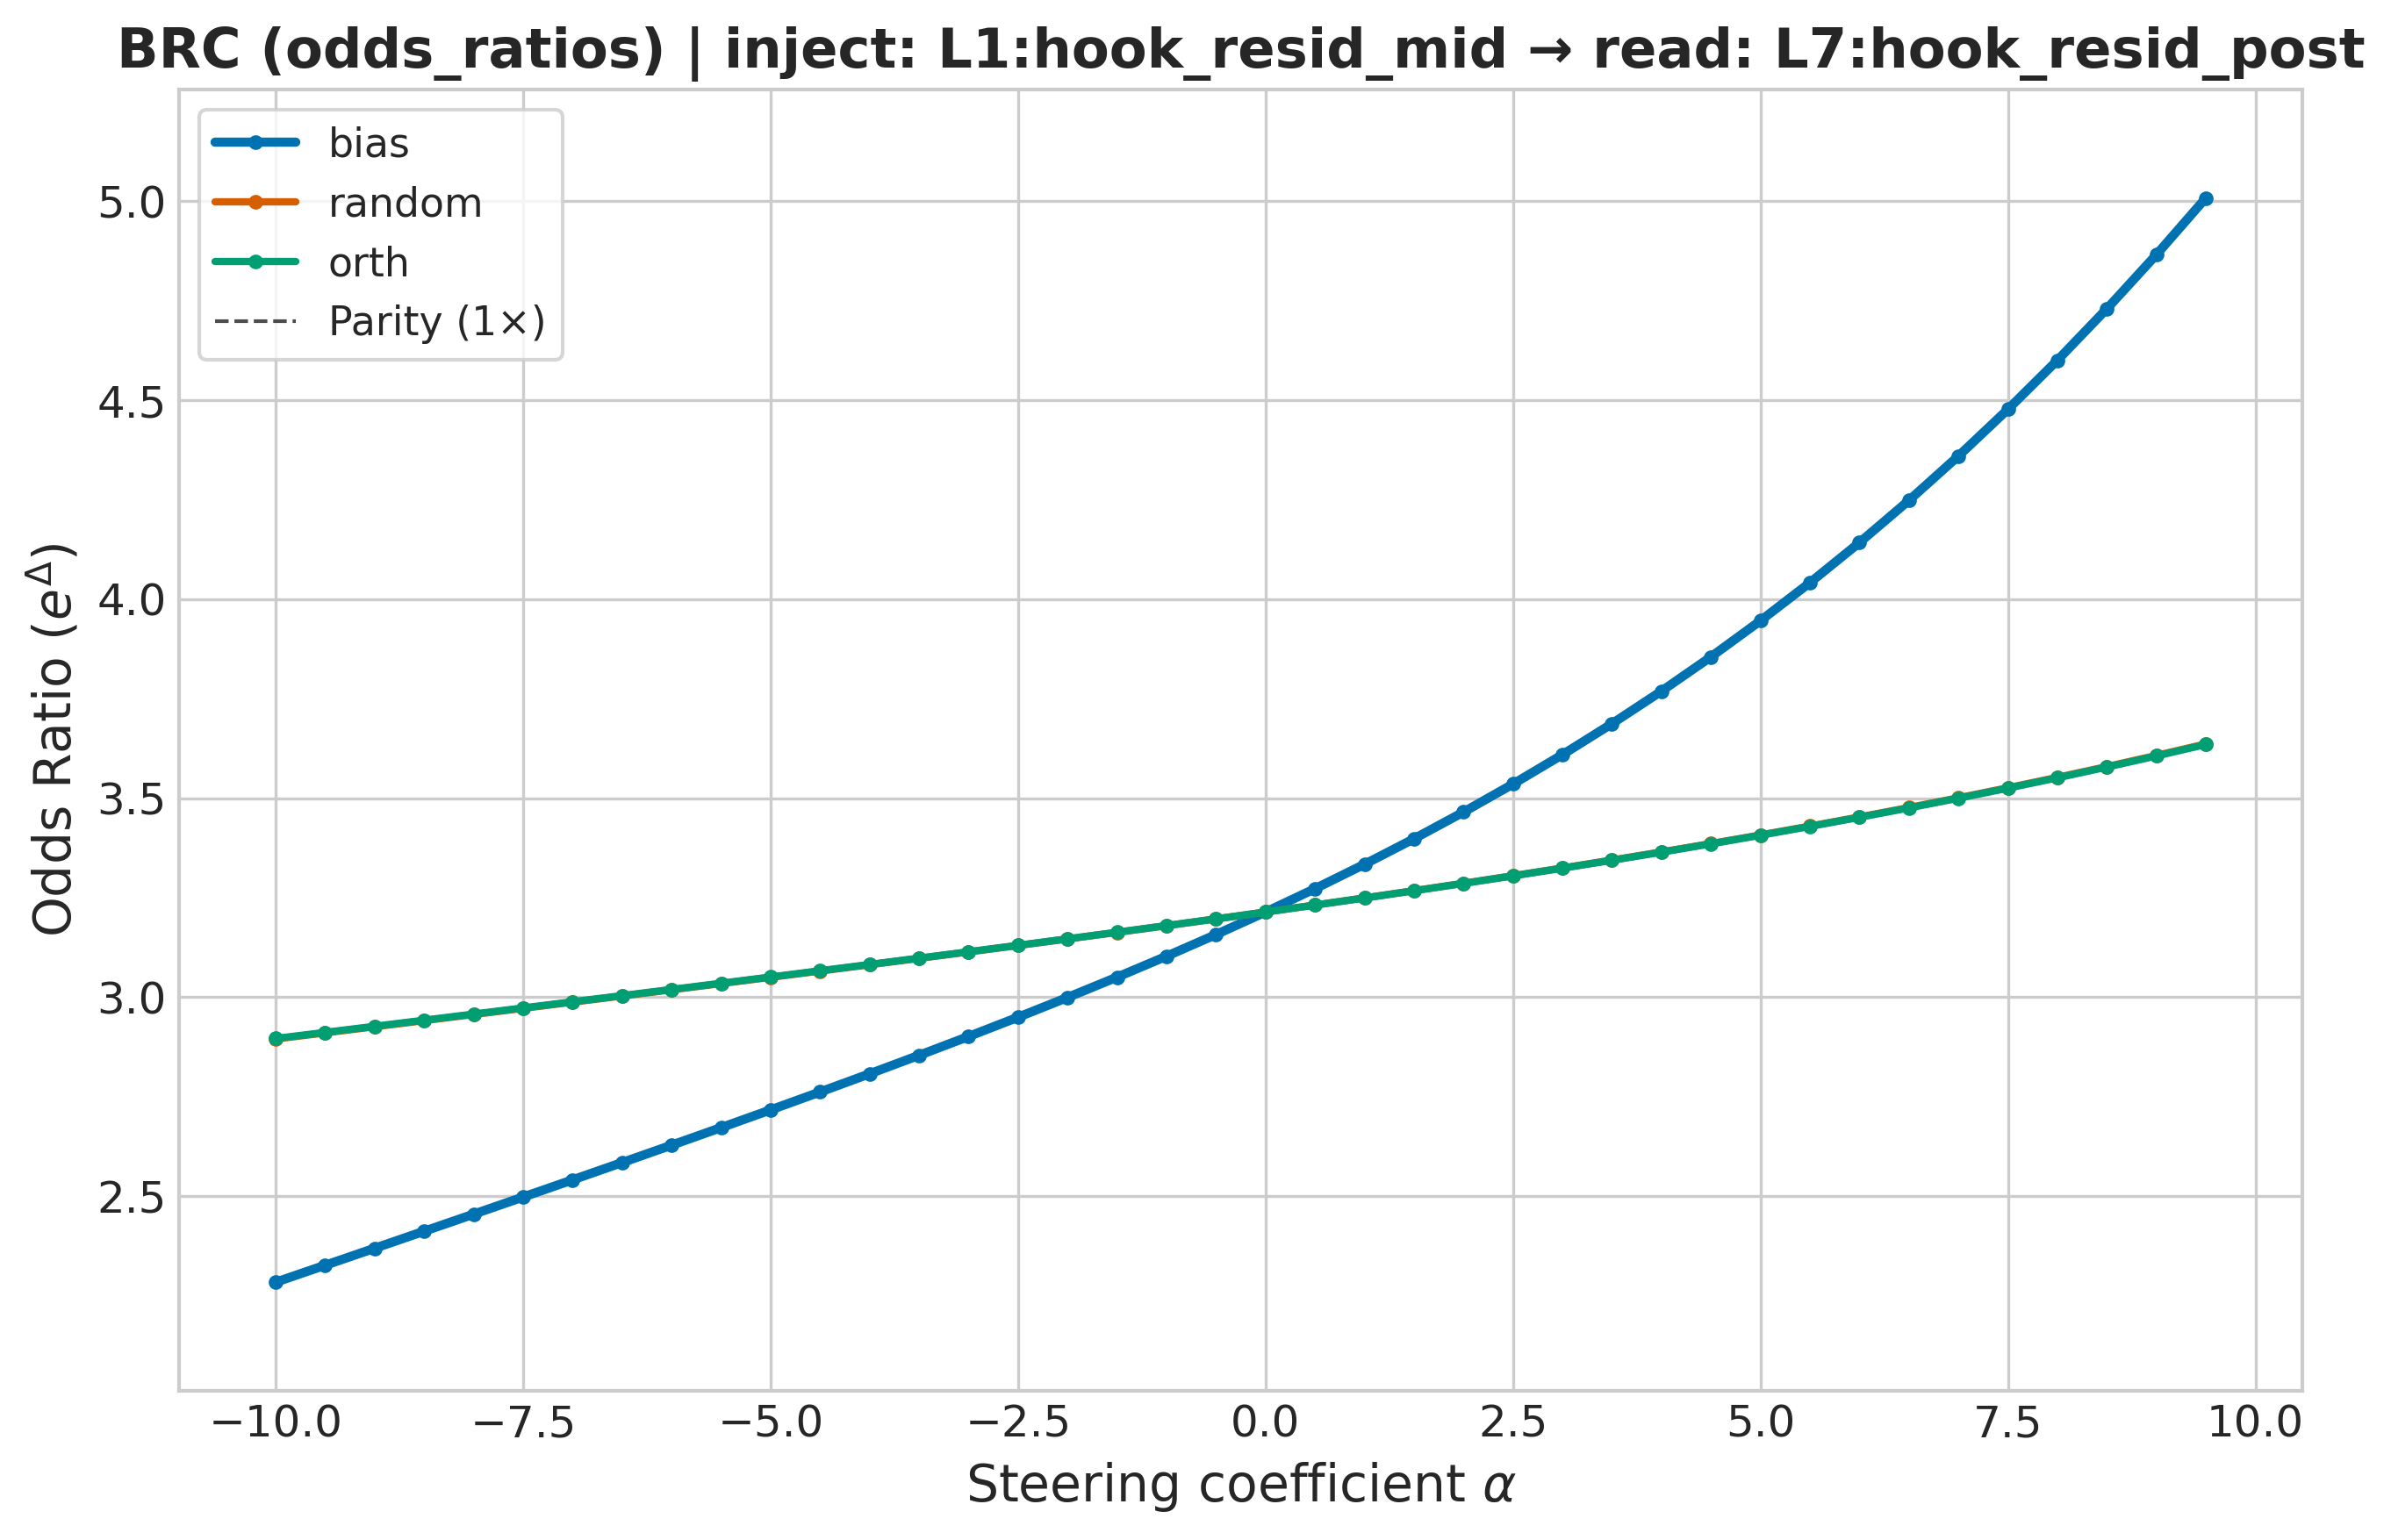 BRC (odds_ratios) | inject: L1:hook_resid_mid → read: L7:hook_resid_post
bias
random
orth
Parity (1×)
Odds Ratio (e^Δ)
5.0
4.5
4.0
3.5
3.0
2.5
−10.0 −7.5 −5.0 −2.5 0.0 2.5 5.0 7.5 10.0
Steering coefficient α